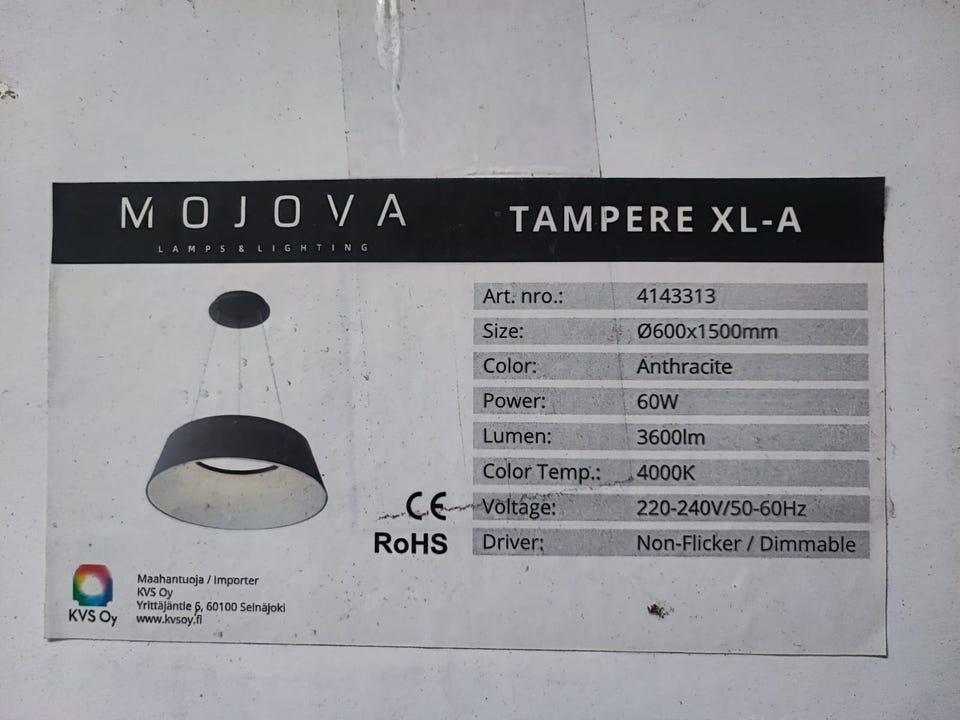 MOJOVA
LAMPS & LIGHTING
TAMPERE XL-A
Art. nro.: 4143313
Size: Ø600x1500mm
Color: Anthracite
Power: 60W
Lumen: 3600lm
Color Temp.: 4000K
Voltage: 220-240V/50-60Hz
Driver: Non-Flicker / Dimmable
CE
RoHS
KVS Oy
Maahantuoja / Importer
KVS Oy
Yrittäjäntie 6, 60100 Seinäjoki
www.kvsoy.fi